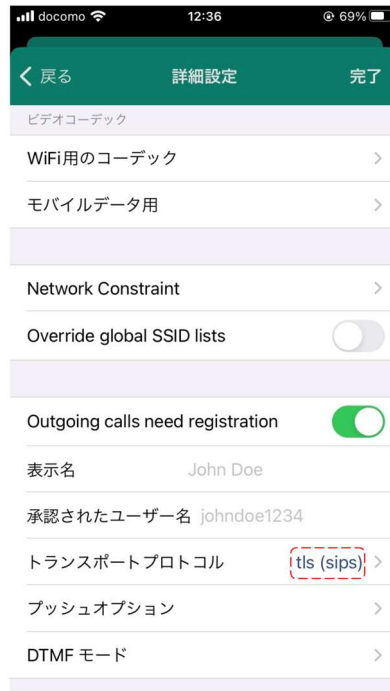 docomo 12:36 69%
戻る 詳細設定 完了
ビデオコーデック
WiFi用のコーデック
モバイルデータ用
Network Constraint
Override global SSID lists
Outgoing calls need registration
表示名 John Doe
承認されたユーザー名 johndoe1234
トランスポートプロトコル tls (sips)
プッシュオプション
DTMF モード